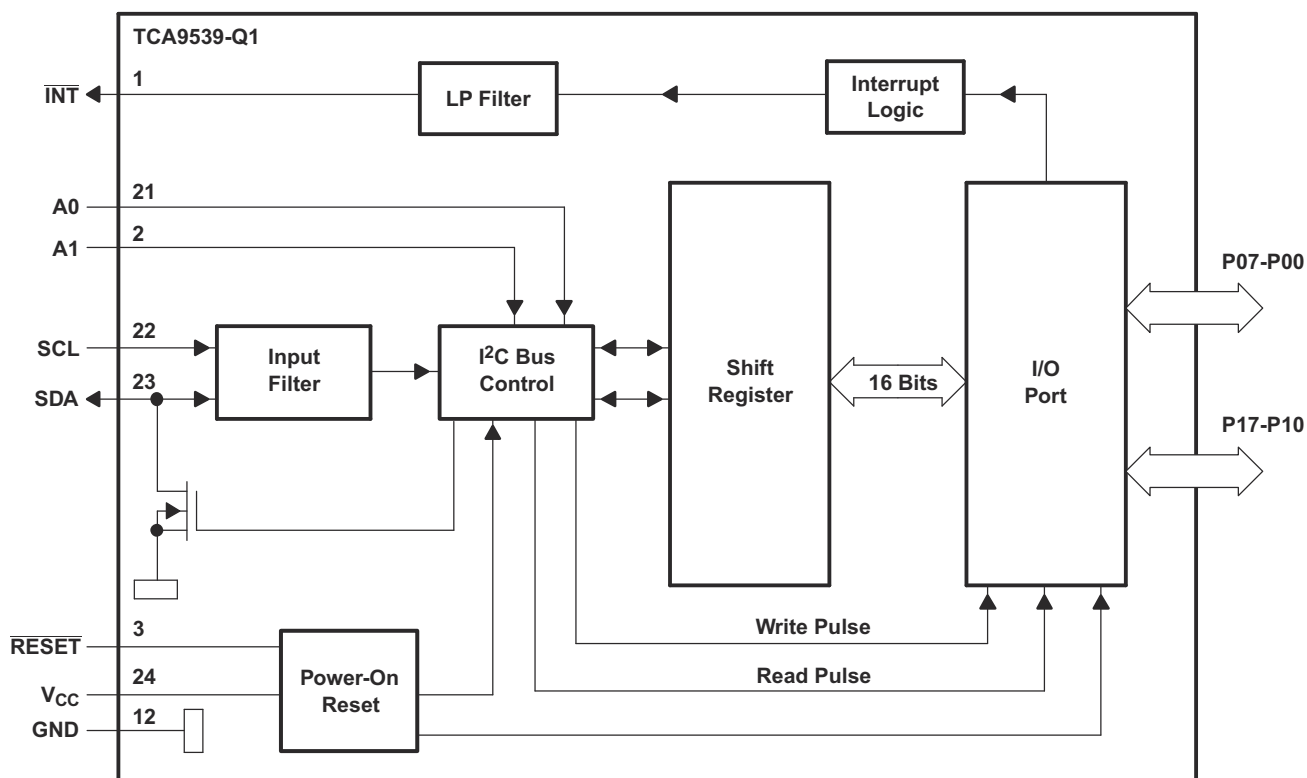 TCA9539-Q1
1
INT
LP Filter
Interrupt
Logic
21
A0
2
A1
P07-P00
22
SCL
Input
Filter
I²C Bus
Control
Shift
Register
16 Bits
I/O
Port
23
SDA
P17-P10
3
RESET
Write Pulse
24
VCC
Power-On
Reset
Read Pulse
12
GND